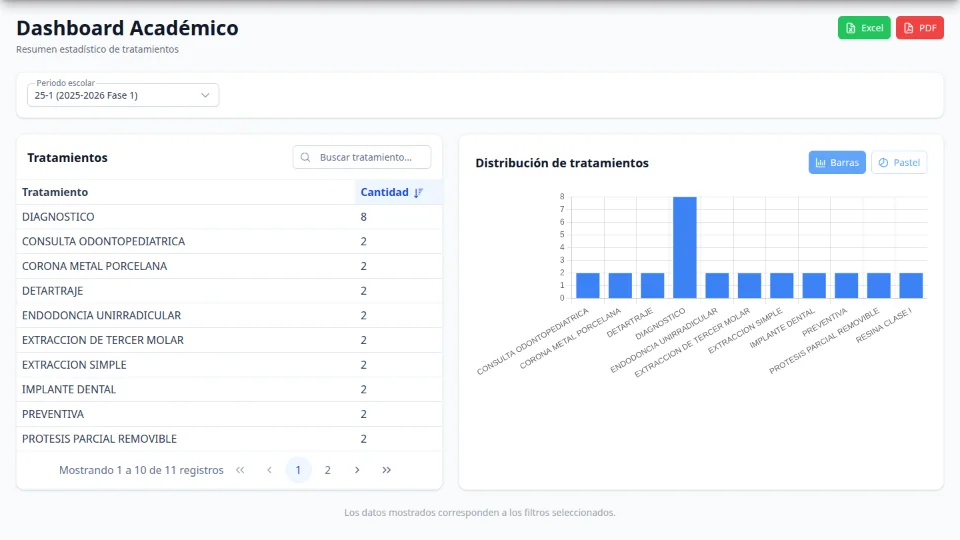 Dashboard Académico
Resumen estadístico de tratamientos
Excel
PDF
Periodo escolar
25-1 (2025-2026 Fase 1)
Tratamientos
Buscar tratamiento...
Tratamiento Cantidad
DIAGNOSTICO 8
CONSULTA ODONTOPEDIATRICA 2
CORONA METAL PORCELANA 2
DETARTRAJE 2
ENDODONCIA UNIRRADICULAR 2
EXTRACCION DE TERCER MOLAR 2
EXTRACCION SIMPLE 2
IMPLANTE DENTAL 2
PREVENTIVA 2
PROTESIS PARCIAL REMOVIBLE 2
Mostrando 1 a 10 de 11 registros « ‹ 1 2 › »
Distribución de tratamientos
Barras
Pastel
8
7
6
5
4
3
2
1
0
CONSULTA ODONTOPEDIATRICA
CORONA METAL PORCELANA
DETARTRAJE
DIAGNOSTICO
ENDODONCIA UNIRRADICULAR
EXTRACCION DE TERCER MOLAR
EXTRACCION SIMPLE
IMPLANTE DENTAL
PREVENTIVA
PROTESIS PARCIAL REMOVIBLE
RESINA CLASE I
Los datos mostrados corresponden a los filtros seleccionados.